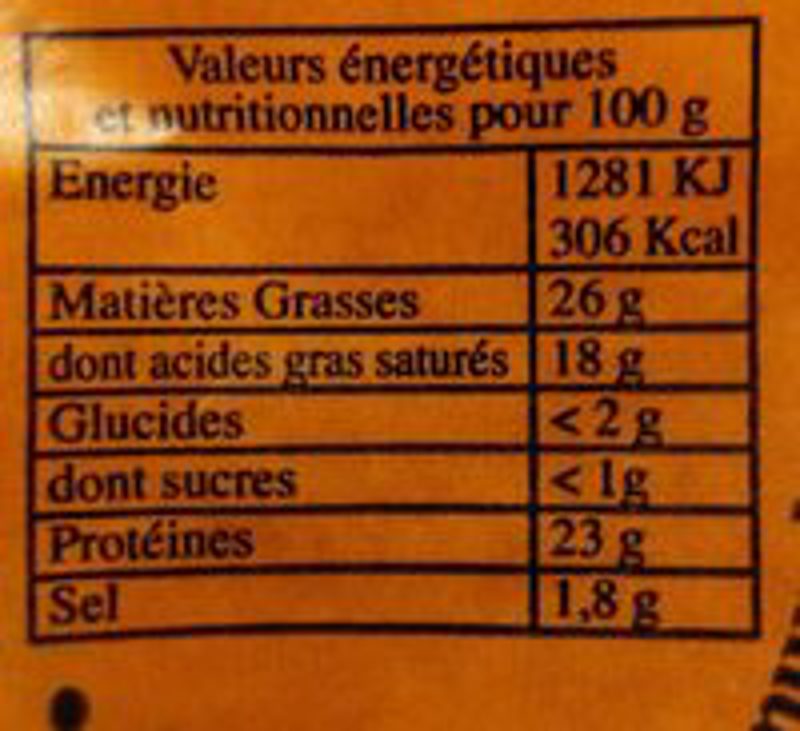 Valeurs énergétiques
et nutritionnelles pour 100 g
Energie 1281 KJ
306 Kcal
Matières Grasses 26 g
dont acides gras saturés 18 g
Glucides < 2 g
dont sucres < 1g
Protéines 23 g
Sel 1,8 g